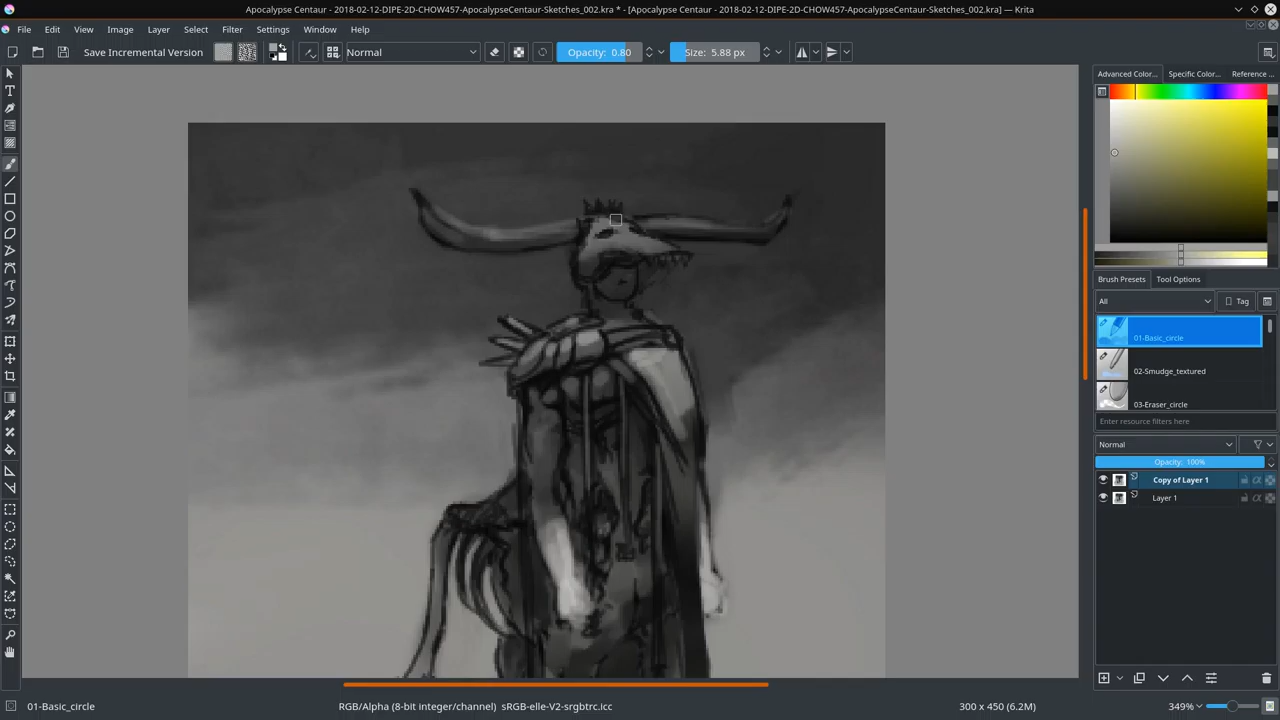 Apocalypse Centaur - 2018-02-12-DIPE-2D-CHOW457-ApocalypseCentaur-Sketches_002.kra * - [Apocalypse Centaur - 2018-02-12-DIPE-2D-CHOW457-ApocalypseCentaur-Sketches_002.kra] — Krita
File Edit View Image Layer Select Filter Settings Window Help
Save Incremental Version Normal Opacity: 0.80 Size: 5.88 px
Advanced Color... Specific Color... Reference ...
Brush Presets Tool Options
All Tag
01-Basic_circle
02-Smudge_textured
03-Eraser_circle
Enter resource filters here
Normal
Opacity: 100%
Copy of Layer 1
Layer 1
01-Basic_circle RGB/Alpha (8-bit integer/channel) sRGB-elle-V2-srgbtrc.icc 300 x 450 (6.2M) 349%